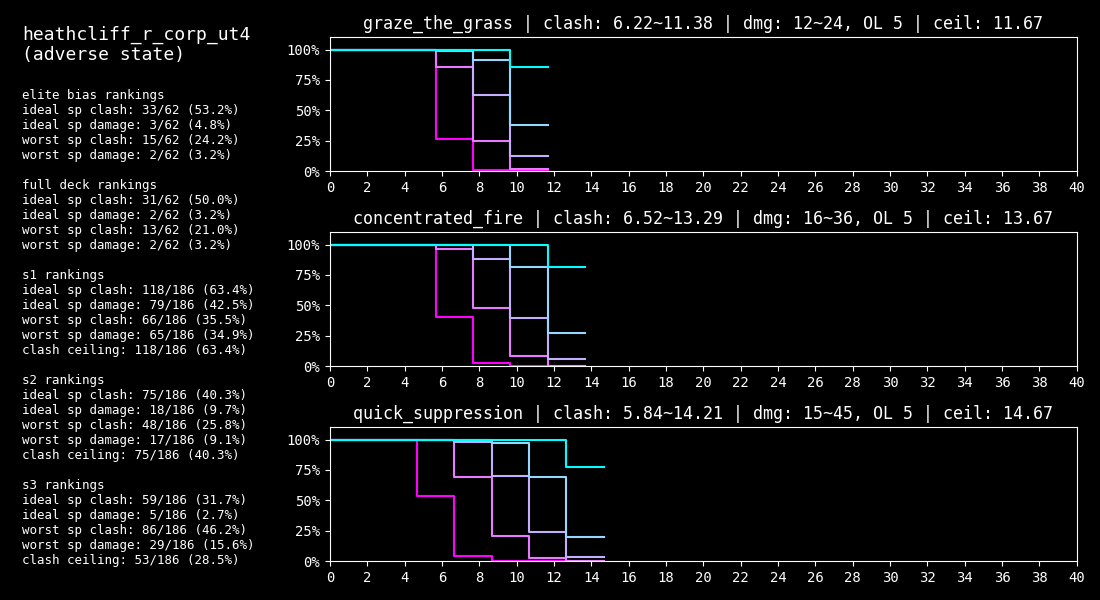 heathcliff_r_corp_ut4
(adverse state)
elite bias rankings
ideal sp clash: 33/62 (53.2%)
ideal sp damage: 3/62 (4.8%)
worst sp clash: 15/62 (24.2%)
worst sp damage: 2/62 (3.2%)
full deck rankings
ideal sp clash: 31/62 (50.0%)
ideal sp damage: 2/62 (3.2%)
worst sp clash: 13/62 (21.0%)
worst sp damage: 2/62 (3.2%)
s1 rankings
ideal sp clash: 118/186 (63.4%)
ideal sp damage: 79/186 (42.5%)
worst sp clash: 66/186 (35.5%)
worst sp damage: 65/186 (34.9%)
clash ceiling: 118/186 (63.4%)
s2 rankings
ideal sp clash: 75/186 (40.3%)
ideal sp damage: 18/186 (9.7%)
worst sp clash: 48/186 (25.8%)
worst sp damage: 17/186 (9.1%)
clash ceiling: 75/186 (40.3%)
s3 rankings
ideal sp clash: 59/186 (31.7%)
ideal sp damage: 5/186 (2.7%)
worst sp clash: 86/186 (46.2%)
worst sp damage: 29/186 (15.6%)
clash ceiling: 53/186 (28.5%)
graze_the_grass | clash: 6.22~11.38 | dmg: 12~24, OL 5 | ceil: 11.67
100%
75%
50%
25%
0%
0 2 4 6 8 10 12 14 16 18 20 22 24 26 28 30 32 34 36 38 40
concentrated_fire | clash: 6.52~13.29 | dmg: 16~36, OL 5 | ceil: 13.67
100%
75%
50%
25%
0%
0 2 4 6 8 10 12 14 16 18 20 22 24 26 28 30 32 34 36 38 40
quick_suppression | clash: 5.84~14.21 | dmg: 15~45, OL 5 | ceil: 14.67
100%
75%
50%
25%
0%
0 2 4 6 8 10 12 14 16 18 20 22 24 26 28 30 32 34 36 38 40